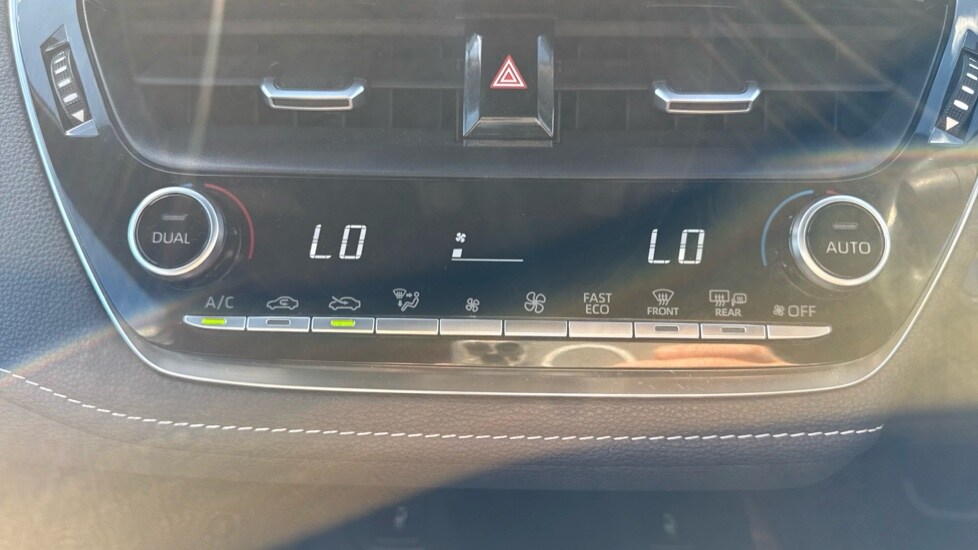 DUAL
LO
LO
AUTO
A/C
FAST
ECO
FRONT
REAR
OFF